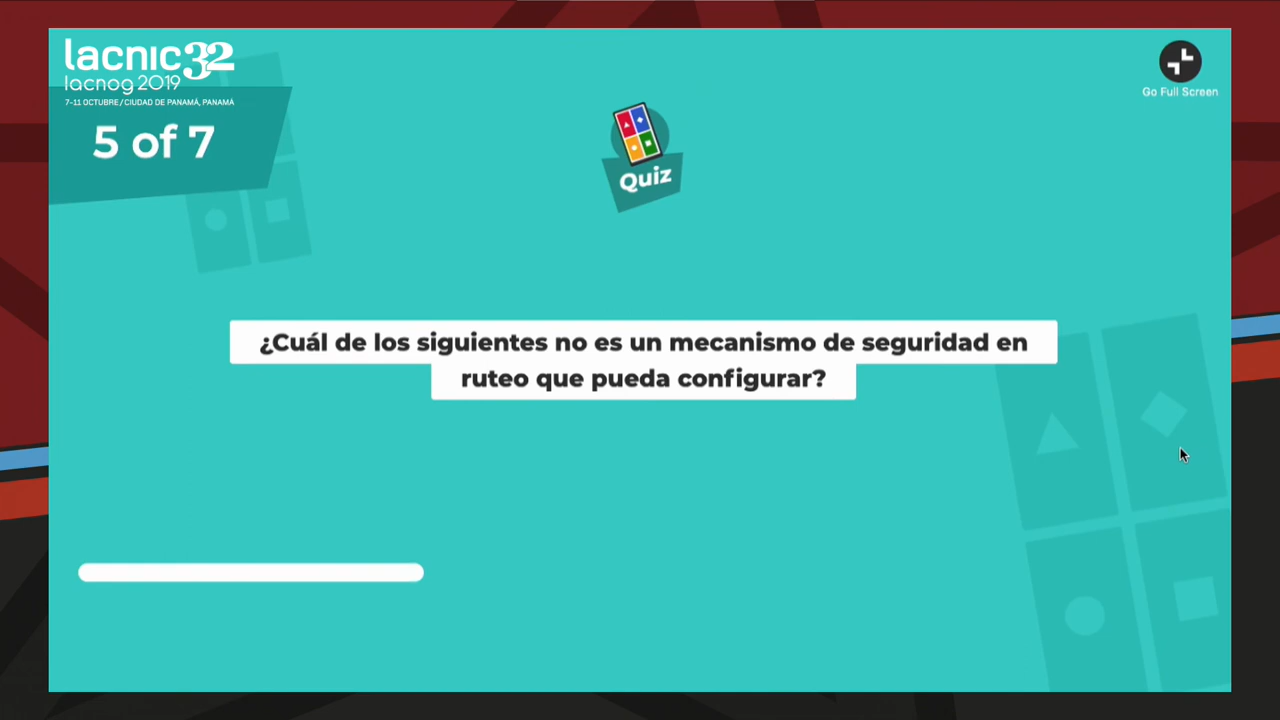 lacnic32
lacnog 2019
7-11 OCTUBRE / CIUDAD DE PANAMÁ, PANAMÁ
5 of 7
Go Full Screen
Quiz
¿Cuál de los siguientes no es un mecanismo de seguridad en
ruteo que pueda configurar?